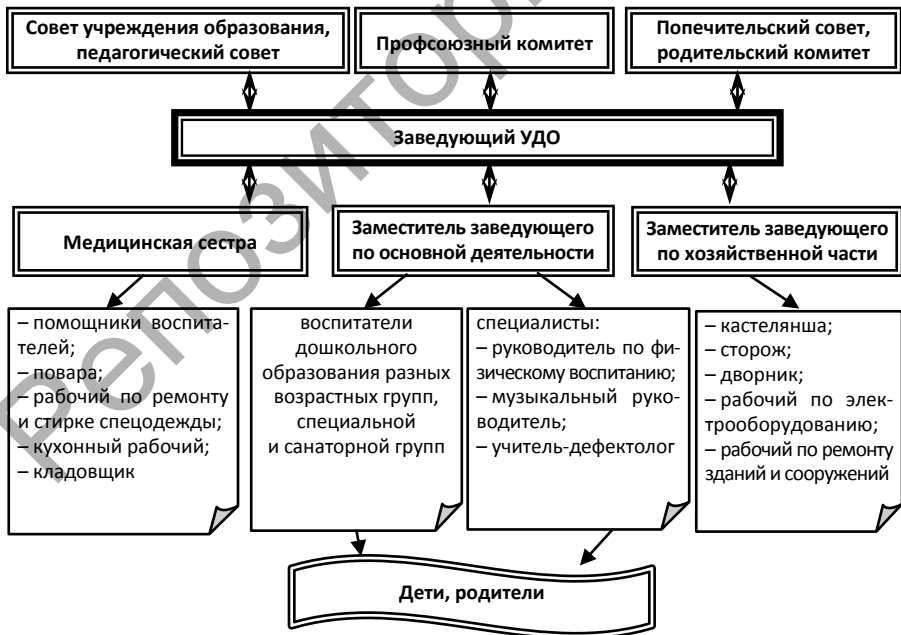 Совет учреждения образования,
педагогический совет
Профсоюзный комитет
Попечительский совет,
родительский комитет
Заведующий УДО
Медицинская сестра
Заместитель заведующего
по основной деятельности
Заместитель заведующего
по хозяйственной части
– помощники воспита-
телей;
– повара;
– рабочий по ремонту
и стирке спецодежды;
– кухонный рабочий;
– кладовщик
воспитатели
дошкольного
образования разных
возрастных групп,
специальной
и санаторной групп
специалисты:
– руководитель по фи-
зическому воспитанию;
– музыкальный руко-
водитель;
– учитель-дефектолог
– кастелянша;
– сторож;
– дворник;
– рабочий по элек-
трооборудованию;
– рабочий по ремонту
зданий и сооружений
Дети, родители
Репозитори